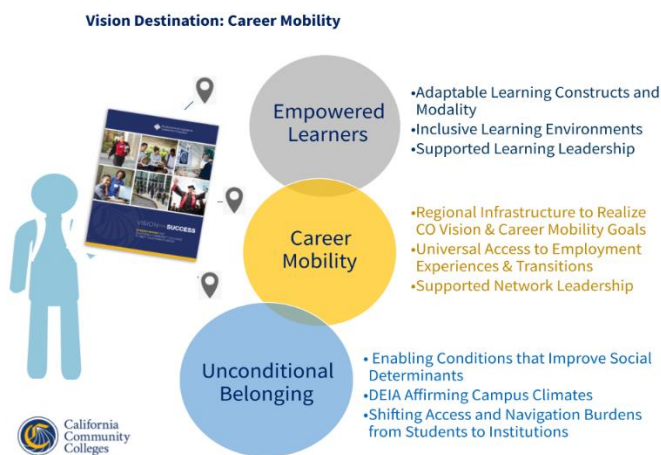 Vision Destination: Career Mobility
Empowered
Learners
•Adaptable Learning Constructs and
Modality
•Inclusive Learning Environments
•Supported Learning Leadership
VISION FOR SUCCESS
Career
Mobility
•Regional Infrastructure to Realize
CO Vision & Career Mobility Goals
•Universal Access to Employment
Experiences & Transitions
•Supported Network Leadership
Unconditional
Belonging
• Enabling Conditions that Improve Social
Determinants
•DEIA Affirming Campus Climates
•Shifting Access and Navigation Burdens
from Students to Institutions
California
Community
Colleges